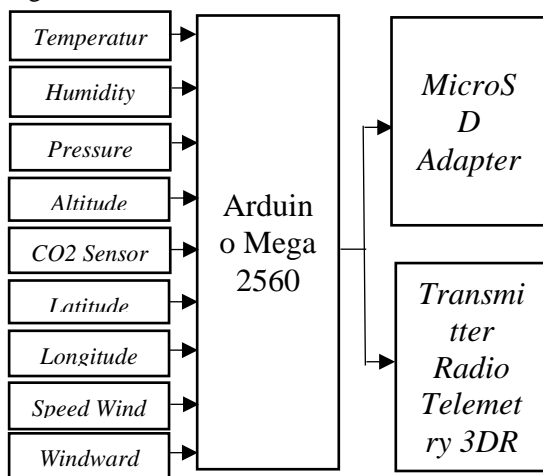 Temperatur
Humidity
Pressure
Altitude
CO2 Sensor
Latitude
Longitude
Speed Wind
Windward
Arduin
o Mega
2560
MicroS
D
Adapter
Transmi
tter
Radio
Telemet
ry 3DR